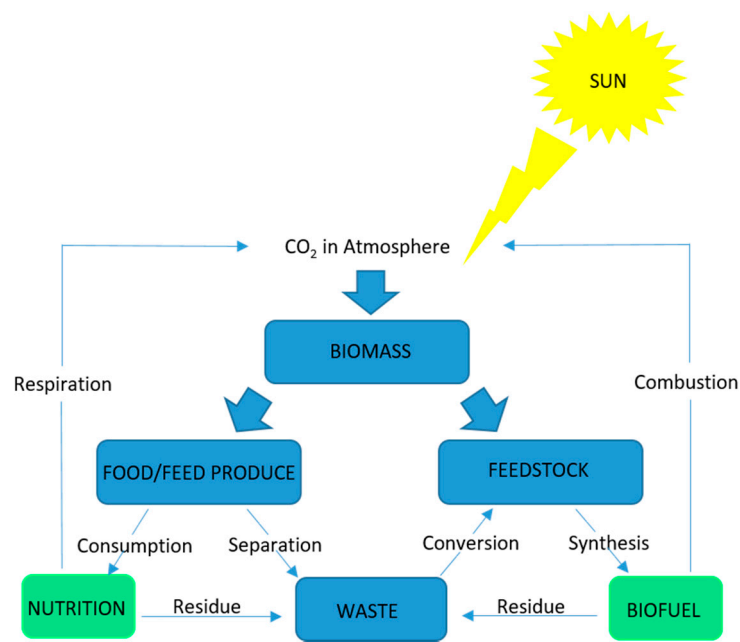 SUN
CO₂ in Atmosphere
BIOMASS
Respiration
Combustion
FOOD/FEED PRODUCE
FEEDSTOCK
Consumption
Separation
Conversion
Synthesis
NUTRITION
Residue
WASTE
Residue
BIOFUEL